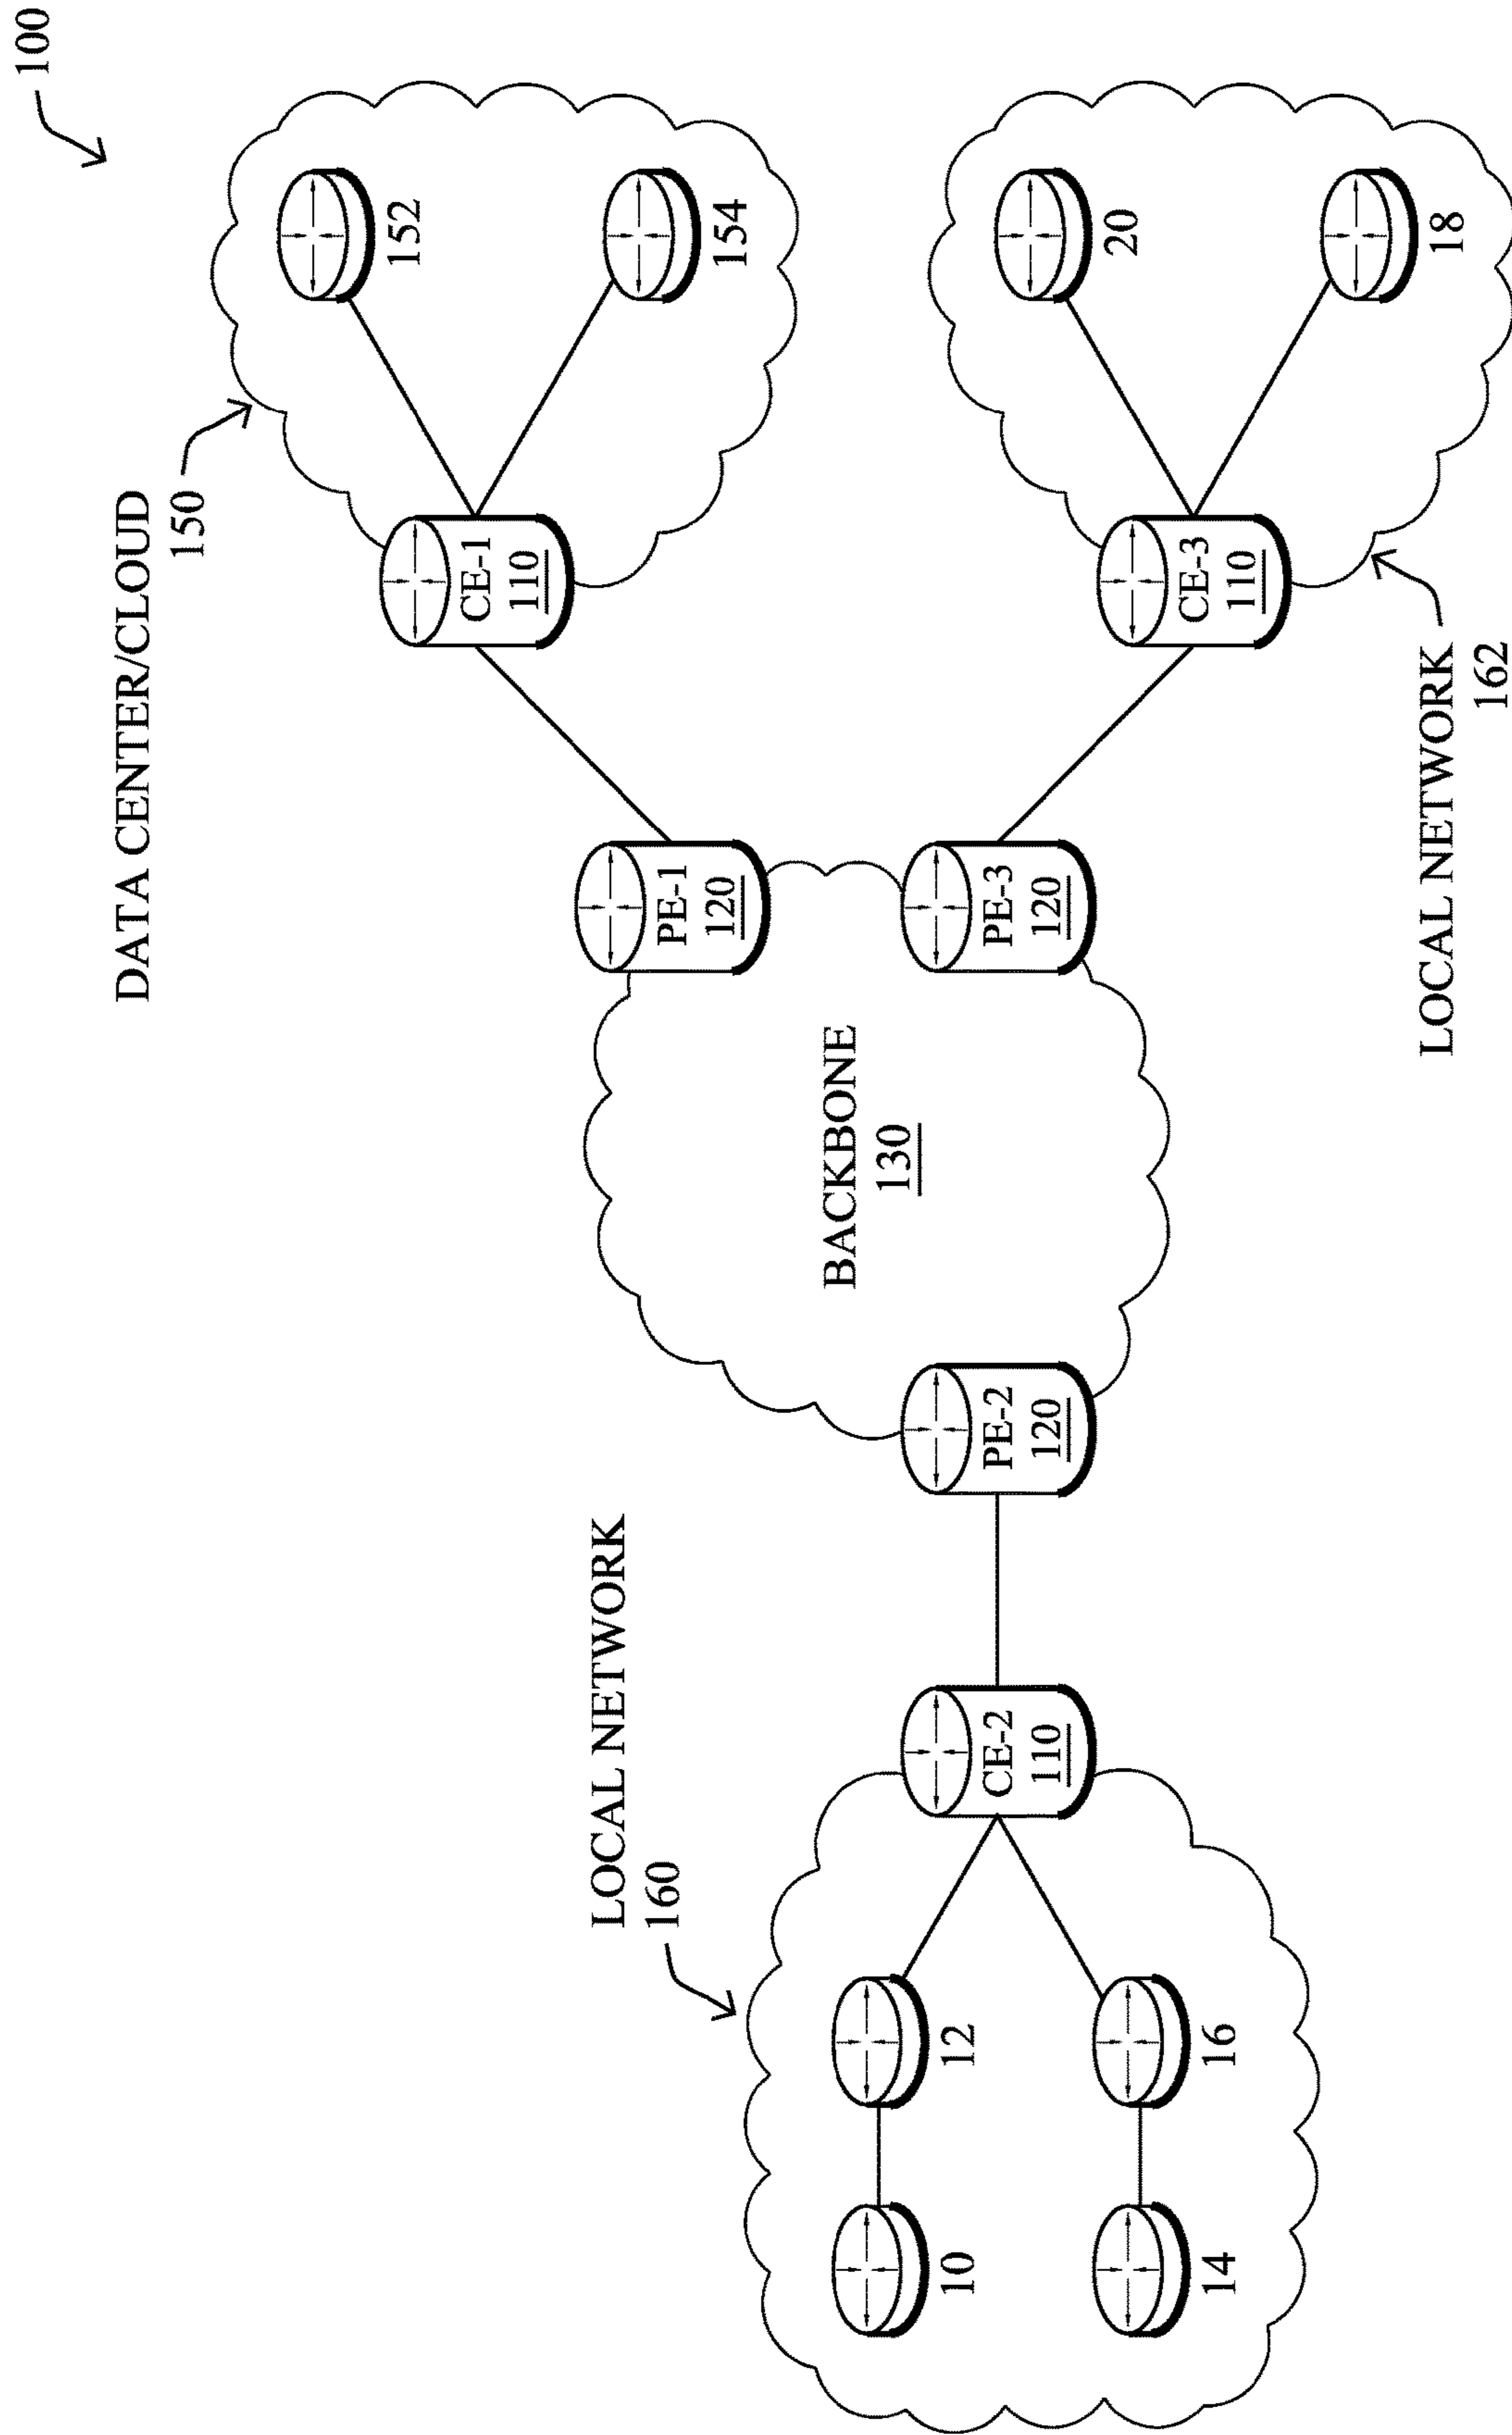 100
DATA CENTER/CLOUD
150
152
154
CE-1
110
PE-1
120
LOCAL NETWORK
160
BACKBONE
130
10
12
14
16
CE-2
110
PE-2
120
PE-3
120
CE-3
110
20
18
LOCAL NETWORK
162